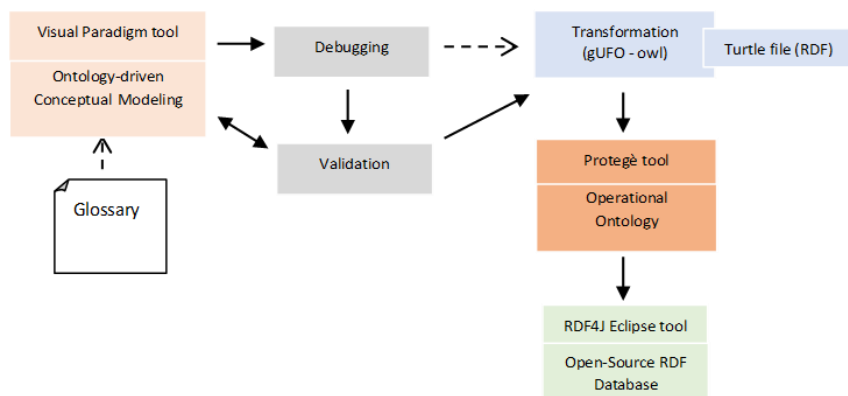 Visual Paradigm tool
Ontology-driven
Conceptual Modeling
Glossary
Debugging
Validation
Transformation
(gUFO - owl)
Turtle file (RDF)
Protegè tool
Operational
Ontology
RDF4J Eclipse tool
Open-Source RDF
Database